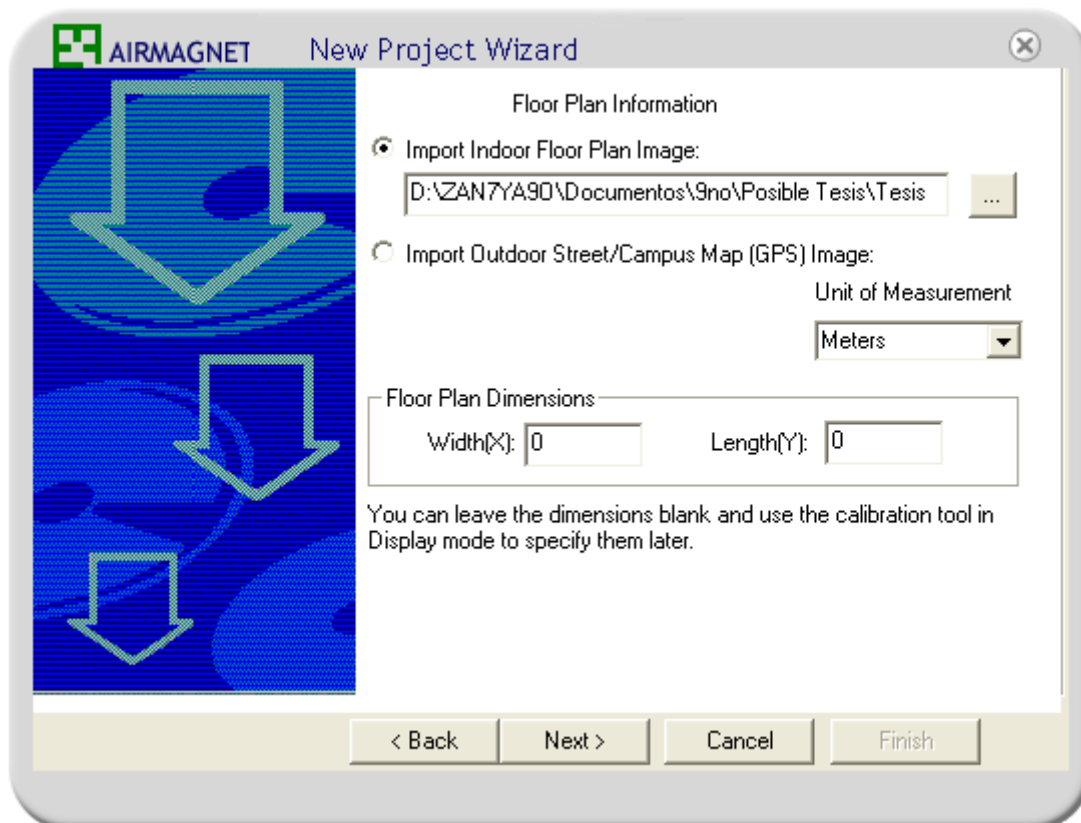 AIRMAGNET New Project Wizard
Floor Plan Information
Import Indoor Floor Plan Image:
D:\ZAN7YA90\Documentos\9no\Posible Tesis\Tesis
...
Import Outdoor Street/Campus Map (GPS) Image:
Unit of Measurement
Meters
Floor Plan Dimensions
Width(X): 0 Length(Y): 0
You can leave the dimensions blank and use the calibration tool in
Display mode to specify them later.
< Back Next > Cancel Finish